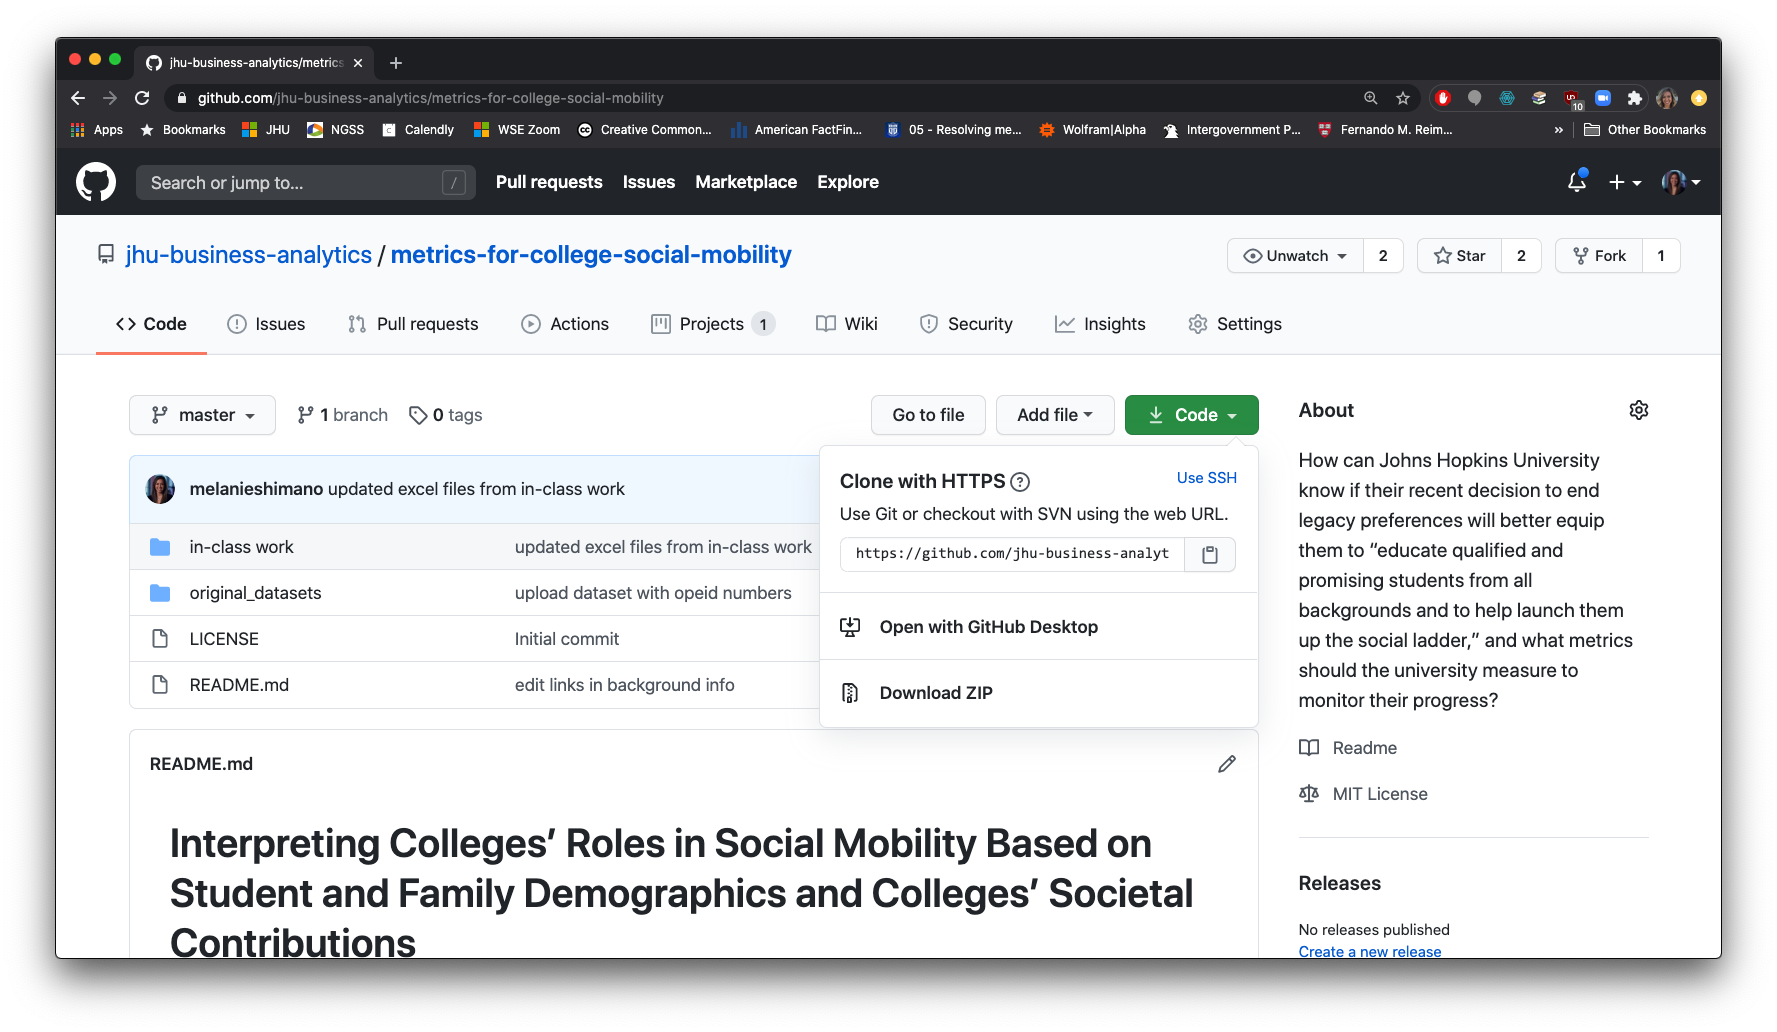 jhu-business-analytics/metrics
github.com/jhu-business-analytics/metrics-for-college-social-mobility
10
Apps Bookmarks JHU NGSS Calendly WSE Zoom Creative Common... American FactFin... 05 - Resolving me... Wolfram|Alpha Intergovernment P... Fernando M. Reim... » Other Bookmarks
Search or jump to... / Pull requests Issues Marketplace Explore
jhu-business-analytics / metrics-for-college-social-mobility Unwatch 2 Star 2 Fork 1
Code Issues Pull requests Actions Projects 1 Wiki Security Insights Settings
master 1 branch 0 tags Go to file Add file Code
melanieshimano updated excel files from in-class work
in-class work updated excel files from in-class work
original_datasets upload dataset with opeid numbers
LICENSE Initial commit
README.md edit links in background info
Clone with HTTPS ? Use SSH
Use Git or checkout with SVN using the web URL.
https://github.com/jhu-business-analyt
Open with GitHub Desktop
Download ZIP
README.md
Interpreting Colleges’ Roles in Social Mobility Based on
Student and Family Demographics and Colleges’ Societal
Contributions
About
How can Johns Hopkins University
know if their recent decision to end
legacy preferences will better equip
them to “educate qualified and
promising students from all
backgrounds and to help launch them
up the social ladder,” and what metrics
should the university measure to
monitor their progress?
Readme
MIT License
Releases
No releases published
Create a new release